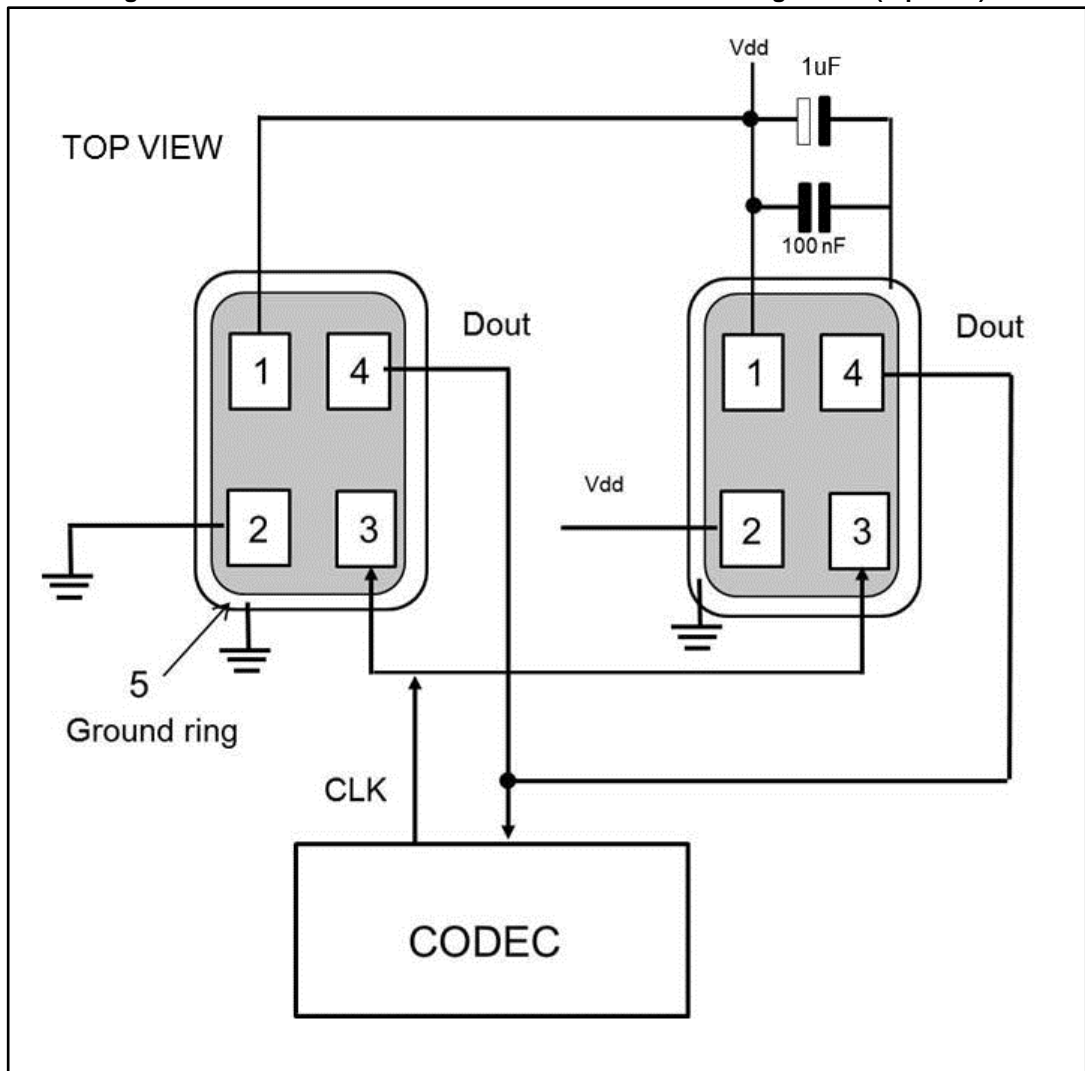 Vdd
1uF
TOP VIEW
100 nF
Dout
Dout
1
4
1
4
Vdd
2
3
2
3
5
Ground ring
CLK
CODEC